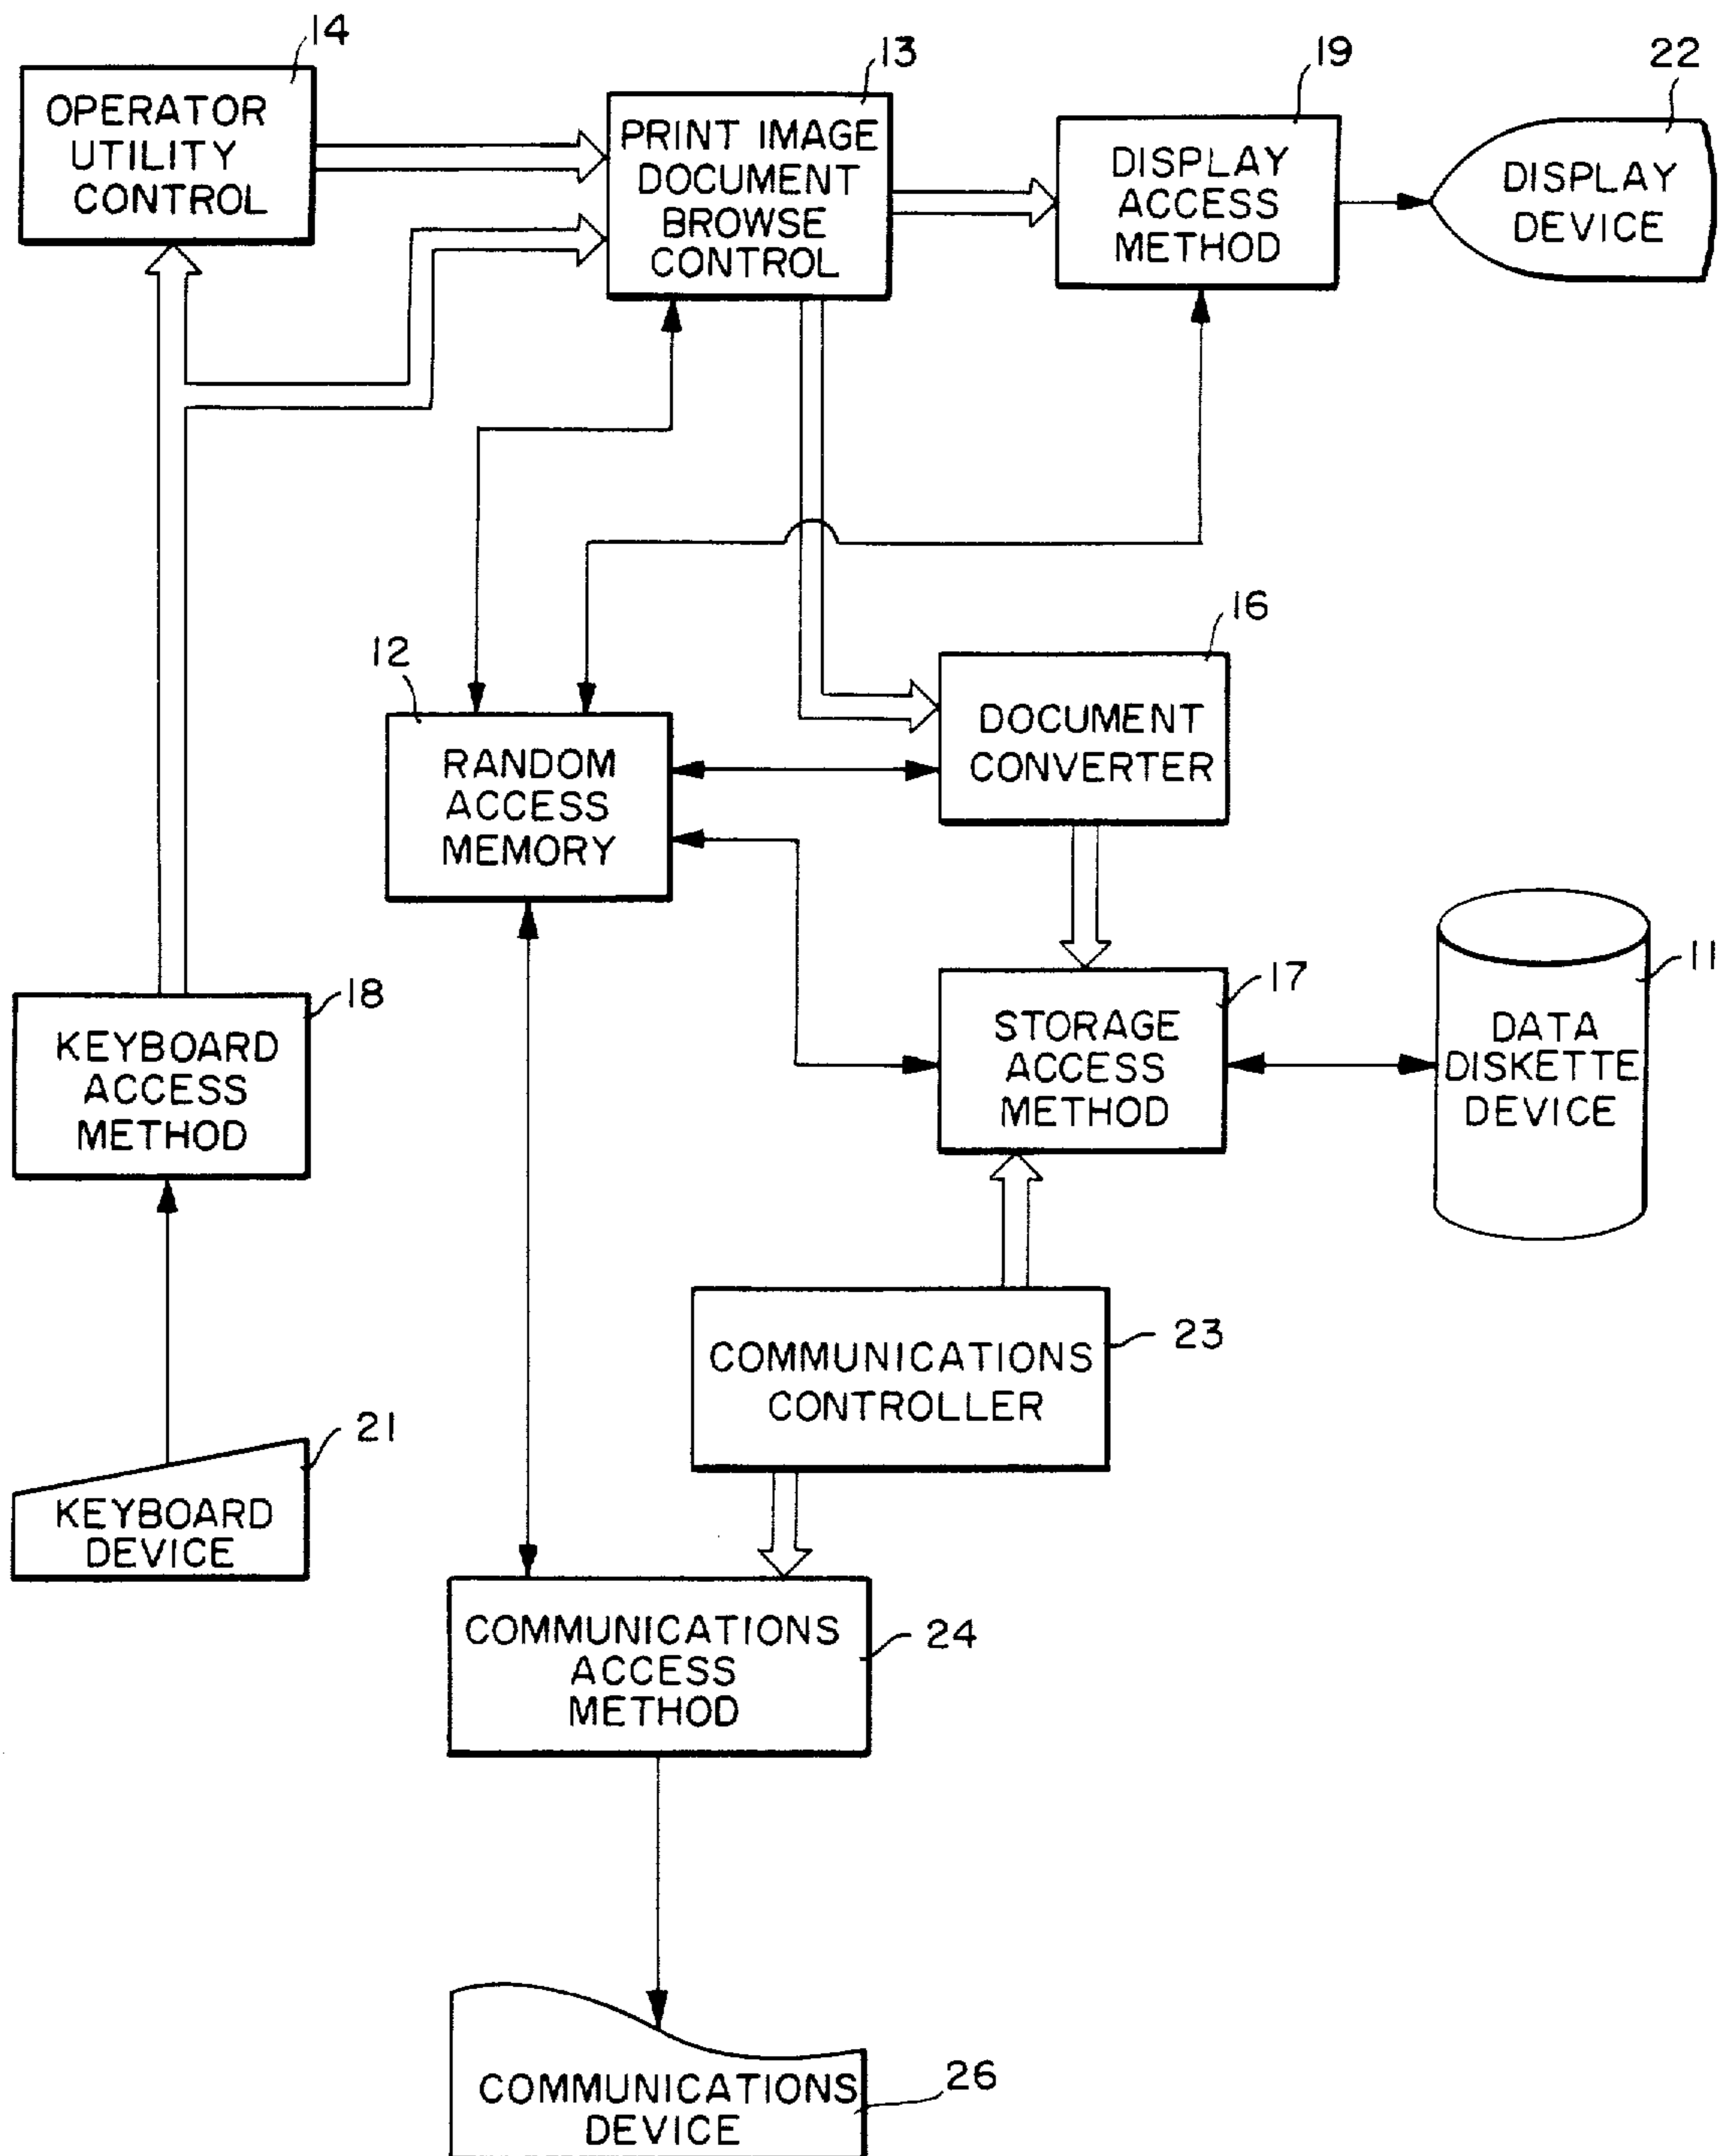 14
OPERATOR
UTILITY
CONTROL
13
PRINT IMAGE
DOCUMENT
BROWSE
CONTROL
19
DISPLAY
ACCESS
METHOD
22
DISPLAY
DEVICE
12
RANDOM
ACCESS
MEMORY
16
DOCUMENT
CONVERTER
18
KEYBOARD
ACCESS
METHOD
17
STORAGE
ACCESS
METHOD
11
DATA
DISKETTE
DEVICE
23
COMMUNICATIONS
CONTROLLER
21
KEYBOARD
DEVICE
24
COMMUNICATIONS
ACCESS
METHOD
26
COMMUNICATIONS
DEVICE